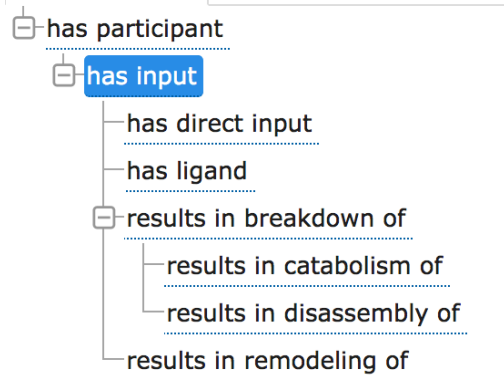 has participant
has input
has direct input
has ligand
results in breakdown of
results in catabolism of
results in disassembly of
results in remodeling of